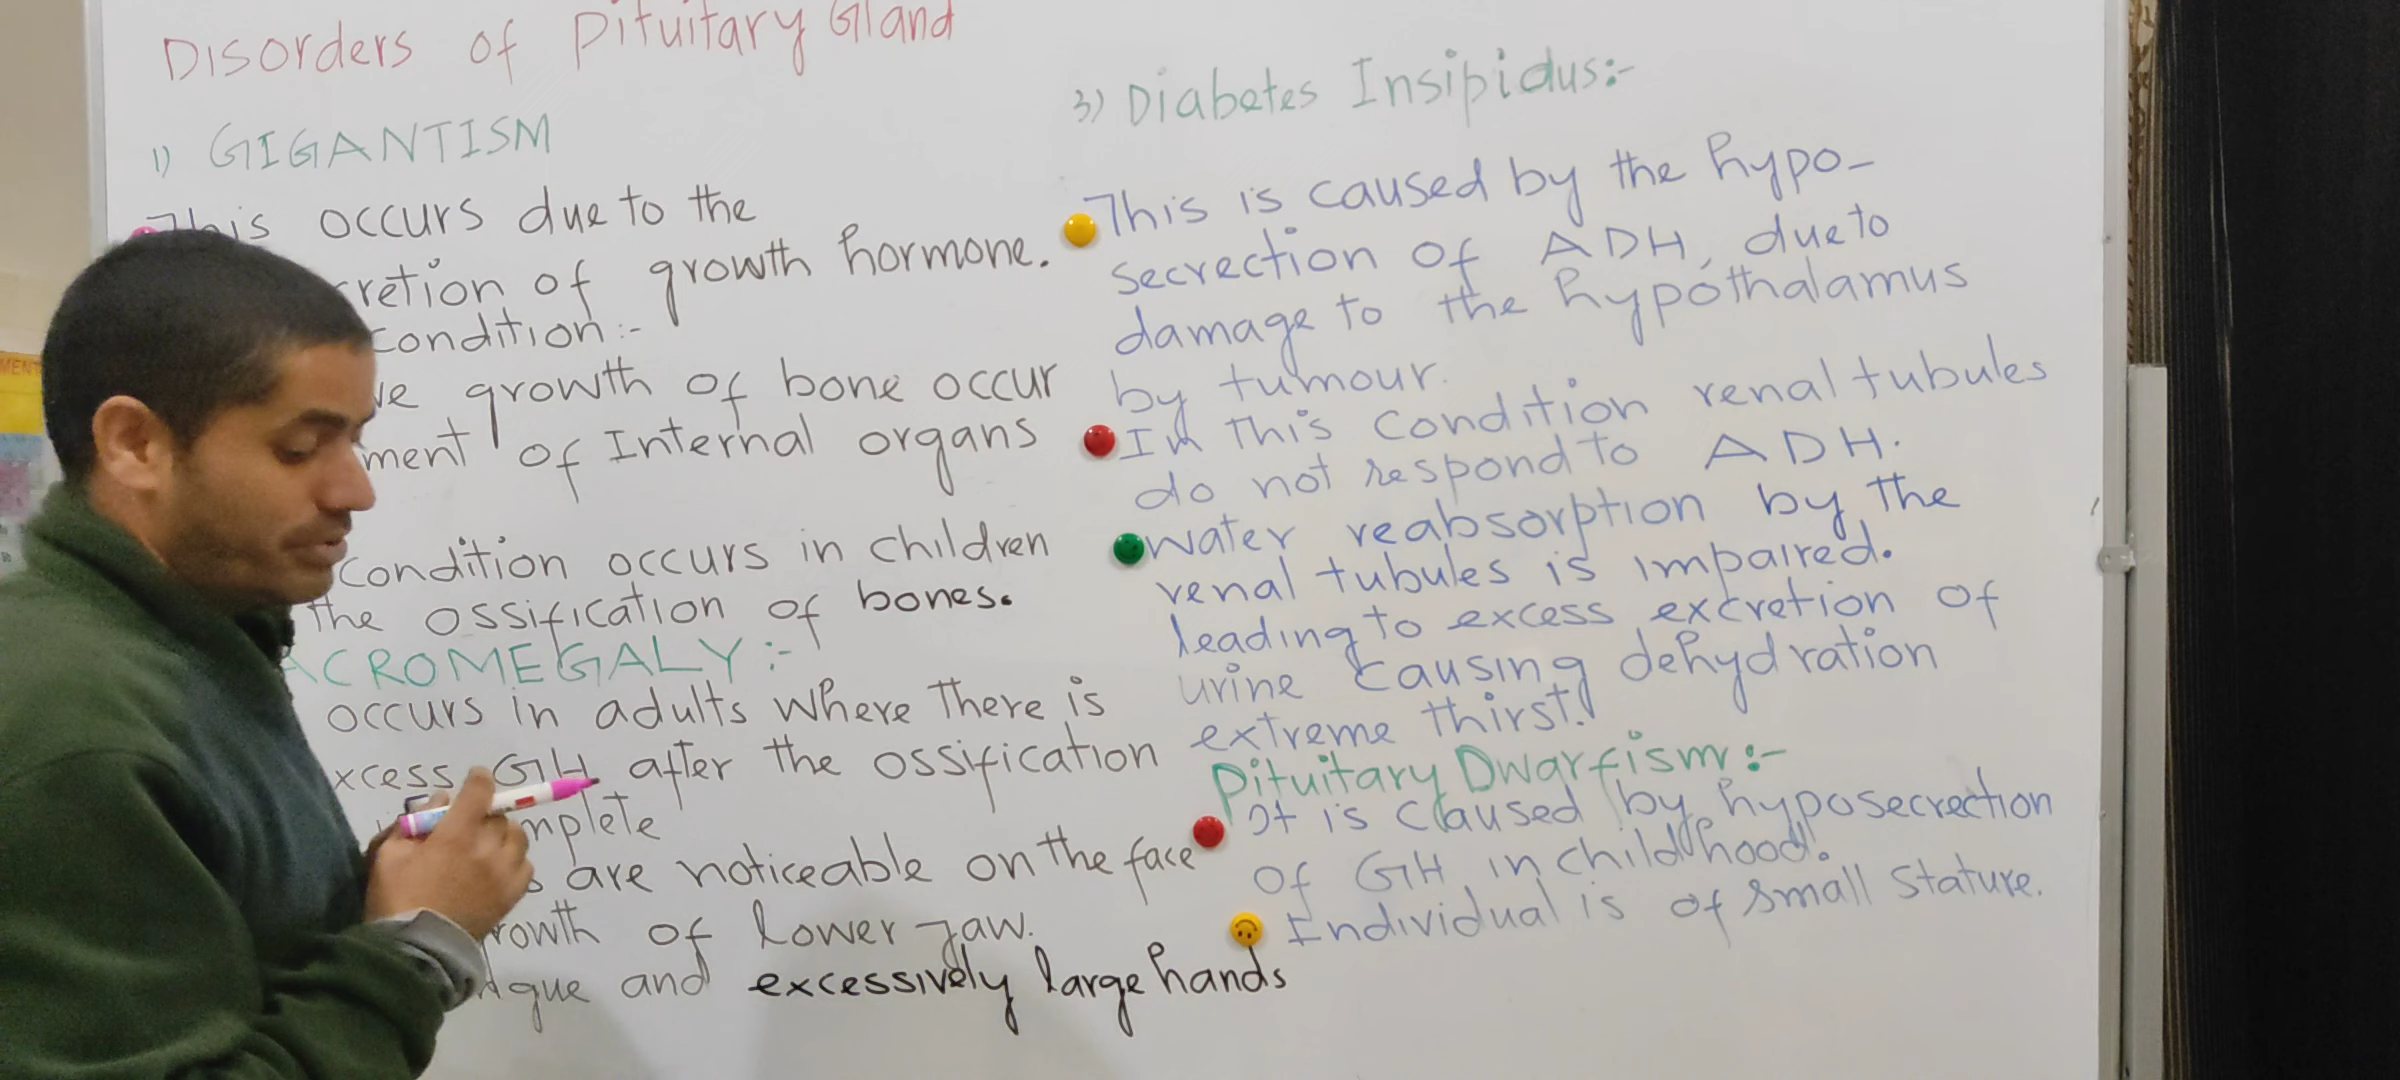 Disorders of Pituitary Gland
1) GIGANTISM
This occurs due to the
cretion of growth hormone.
condition:-
ve growth of bone occur
ment of Internal organs
condition occurs in children
the ossification of bones.
ACROMEGALY:-
occurs in adults where there is
xcess GH after the ossification
mplete
are noticeable on the face
rowth of lower jaw.
gue and excessively large hands
3) Diabetes Insipidus:-
This is caused by the hypo-
secrection of ADH, due to
damage to the hypothalamus
by tumour.
In this condition renal tubules
do not respond to ADH.
water reabsorption by the
renal tubules is impaired.
leading to excess excretion of
urine causing dehydration
extreme thirst.
Pituitary Dwarfism:-
It is caused by hyposecrection
of GH, in childhood.
Individual is of small stature.
MENT